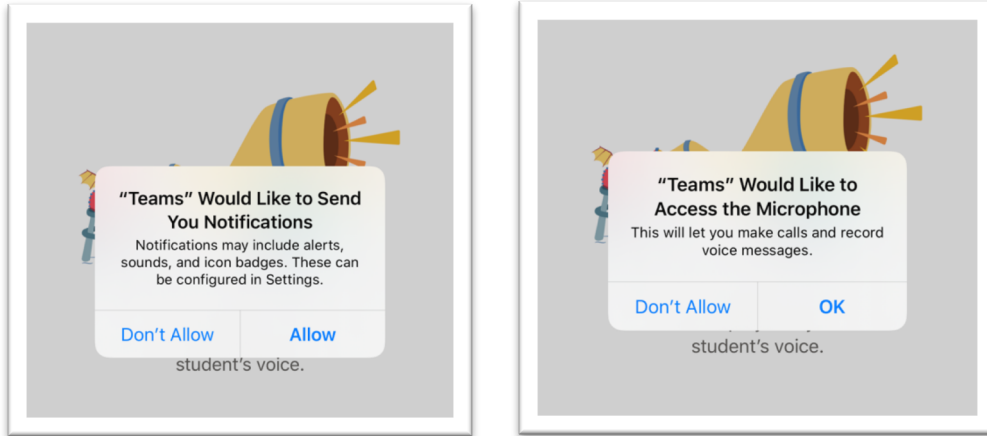 “Teams” Would Like to Send
You Notifications
Notifications may include alerts,
sounds, and icon badges. These can
be configured in Settings.
Don’t Allow
Allow
student’s voice.
“Teams” Would Like to
Access the Microphone
This will let you make calls and record
voice messages.
Don’t Allow
OK
student’s voice.